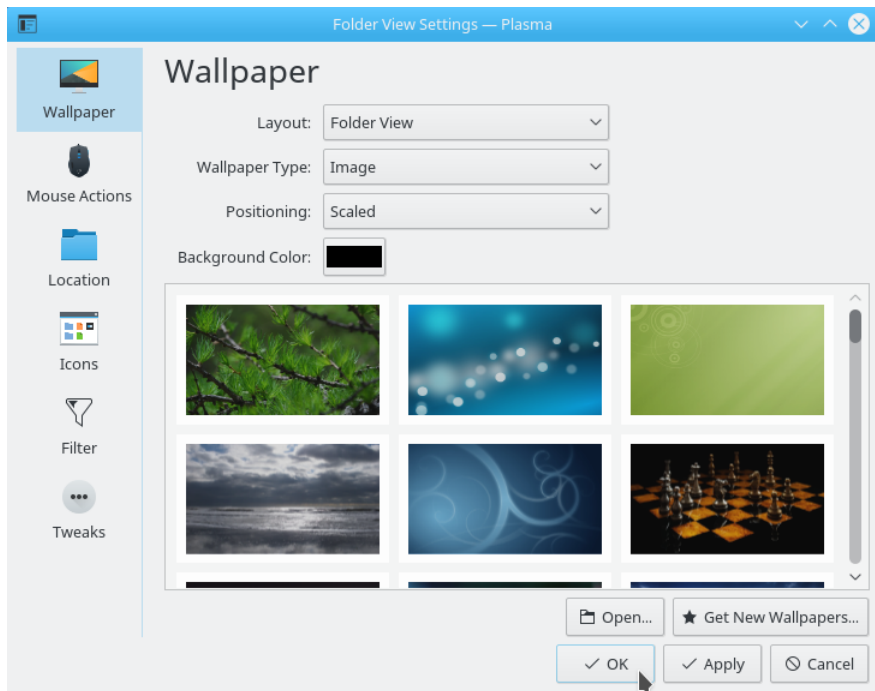 Folder View Settings — Plasma
Wallpaper
Mouse Actions
Location
Icons
Filter
Tweaks
Wallpaper
Layout: Folder View
Wallpaper Type: Image
Positioning: Scaled
Background Color:
Open...
Get New Wallpapers...
OK
Apply
Cancel